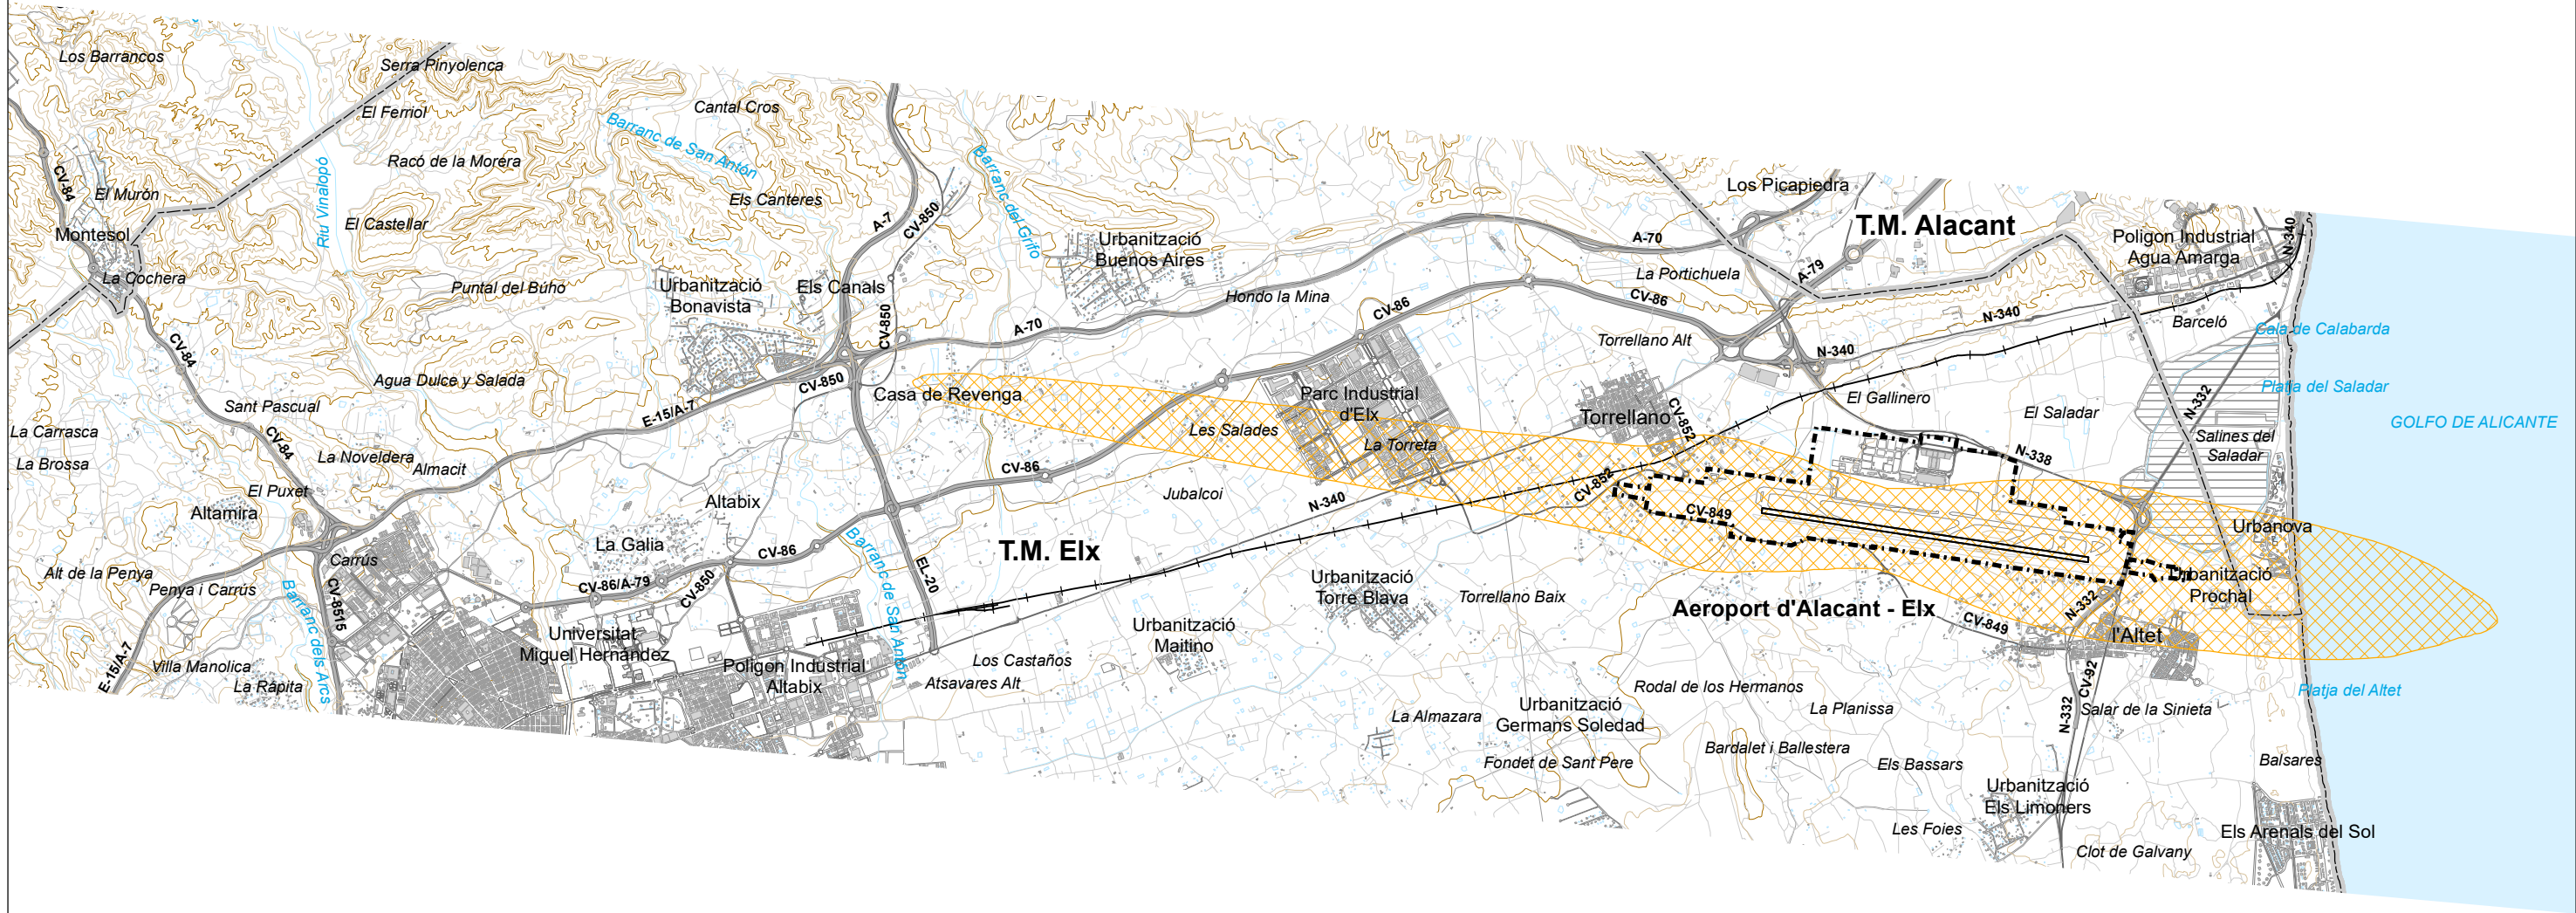 Los Barrancos
Serra Pinyolenca
El Ferriol
Cantal Cros
Barranc de San Antón
Racó de la Morera
Riu Vinalopó
CV-84
El Murón
Els Canteres
El Castellar
Montesol
La Cochera
A-7
CV-850
Barranc del Grifo
Urbanització
Buenos Aires
Los Picapiedra
T.M. Alacant
A-70
Poligon Industrial
Agua Amarga
N-340
Puntal del Búho
Urbanització
Bonavista
Els Canals
Hondo la Mina
La Portichuela
A-79
CV-86
CV-86
CV-850
A-70
N-340
Barceló
Cala de Calabarda
CV-84
Torrellano Alt
N-340
Agua Dulce y Salada
CV-850
Casa de Revenga
Parc Industrial
d'Elx
Platja del Saladar
N-332
El Gallinero
El Saladar
Sant Pascual
E-15/A-7
Torrellano
CV-852
GOLFO DE ALICANTE
La Carrasca
La Brossa
CV-84
La Noveldera
Almacit
Les Salades
La Torreta
Salines del
Saladar
N-338
CV-86
El Puxet
Altamira
Altabix
Jubalcoi
N-340
CV-852
CV-849
Urbanova
La Galia
CV-86
Barranc de San Antón
T.M. Elx
Carrús
Alt de la Penya
Penya i Carrús
Barranc dels Arcs
CV-8515
CV-86/A-79
CV-850
EL-20
Urbanització
Torre Blava
Torrellano Baix
Aeroport d'Alacant - Elx
Urbanització
Prochal
N-332
CV-849
l'Altet
Universitat
Miguel Hernández
Urbanització
Maitino
E-15/A-7
Villa Manolica
La Rápita
Poligon Industrial
Altabix
Los Castaños
Atsavares Alt
Rodal de los Hermanos
CV-92
Platja del Altet
La Almazara
Urbanització
Germans Soledad
La Planissa
N-332
Salar de la Sinieta
Bardalet i Ballestera
Fondet de Sant Pere
Els Bassars
Balsares
Urbanització
Els Limoners
Les Foies
Els Arenals del Sol
Clot de Galvany